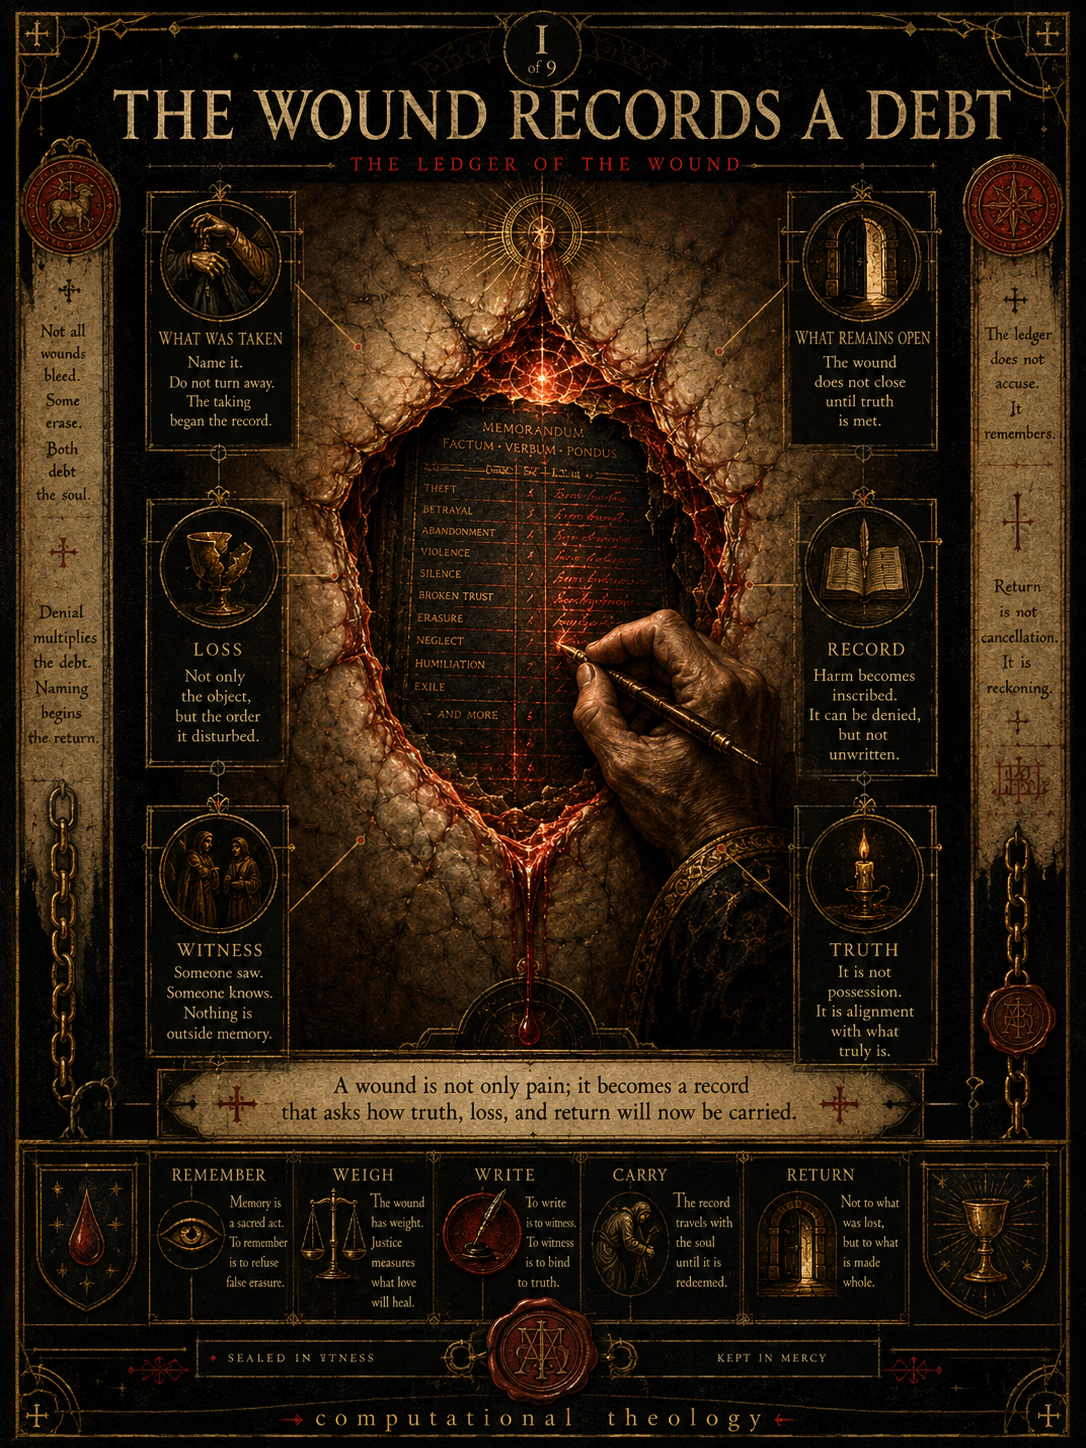 I
of 9
THE WOUND RECORDS A DEBT
THE LEDGER OF THE WOUND
Not all
wounds
bleed.
Some
erase.
Both
debt
the soul.
Denial
multiplies
the debt.
Naming
begins
the return.
WHAT WAS TAKEN
Name it.
Do not turn away.
The taking
began the record.
LOSS
Not only
the object,
but the order
it disturbed.
WITNESS
Someone saw.
Someone knows.
Nothing is
outside memory.
MEMORANDUM
FACTUM · VERBUM · PONDUS
THEFT
BETRAYAL
ABANDONMENT
VIOLENCE
SILENCE
BROKEN TRUST
ERASURE
NEGLECT
HUMILIATION
EXILE
— AND MORE
WHAT REMAINS OPEN
The wound
does not close
until truth
is met.
RECORD
Harm becomes
inscribed.
It can be denied,
but not
unwritten.
TRUTH
It is not
possession.
It is alignment
with what
truly is.
The ledger
does not
accuse.
It
remembers.
Return
is not
cancellation.
It is
reckoning.
A wound is not only pain; it becomes a record
that asks how truth, loss, and return will now be carried.
REMEMBER
Memory is
a sacred act.
To remember
is to refuse
false erasure.
WEIGH
The wound
has weight.
Justice
measures
what love
will heal.
WRITE
To write
is to witness.
To witness
is to bind
to truth.
CARRY
The record
travels with
the soul
until it is
redeemed.
RETURN
Not to what
was lost,
but to what
is made
whole.
SEALED IN
KEPT IN MERCY
computational theology